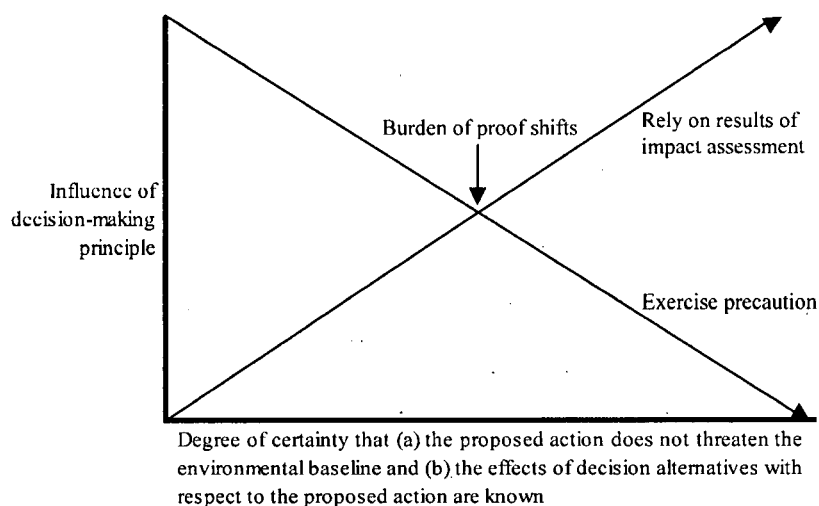 Burden of proof shifts
Rely on results of
impact assessment
Influence of
decision-making
principle
Exercise precaution
Degree of certainty that (a) the proposed action does not threaten the
environmental baseline and (b) the effects of decision alternatives with
respect to the proposed action are known